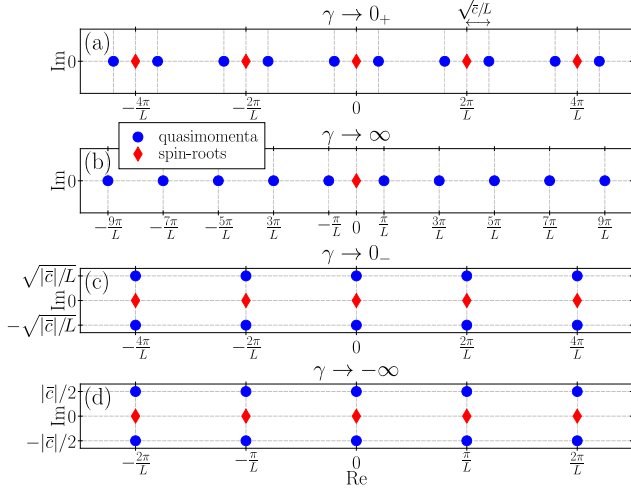 γ → 0₊
√c̄/L
(a)
Im
0
−4π/L −2π/L 0 2π/L 4π/L
quasimomenta
spin-roots
γ → ∞
(b)
Im
0
−9π/L −7π/L −5π/L 3π/L −π/L 0 π/L 3π/L 5π/L 7π/L 9π/L
γ → 0₋
(c)
√|c̄|/L
Im
0
−√|c̄|/L
−4π/L −2π/L 0 2π/L 4π/L
γ → −∞
(d)
|c̄|/2
Im
0
−|c̄|/2
−2π/L −π/L 0 π/L 2π/L
Re